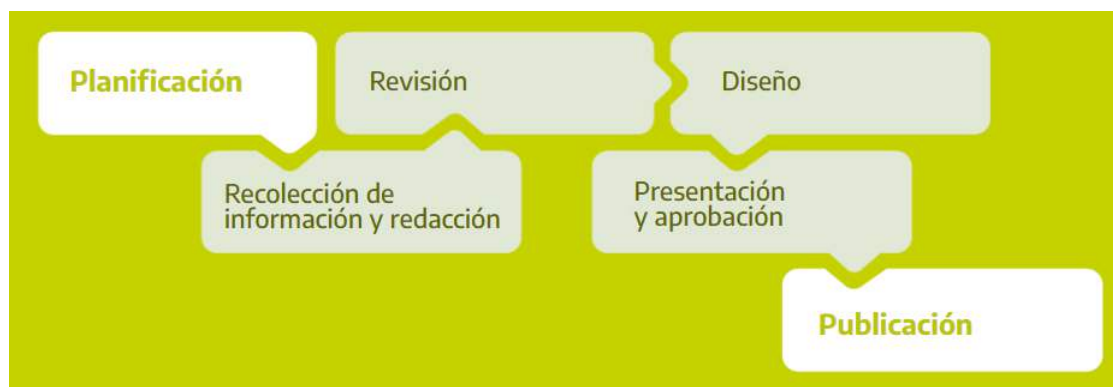 Planificación
Revisión
Diseño
Recolección de
información y redacción
Presentación
y aprobación
Publicación